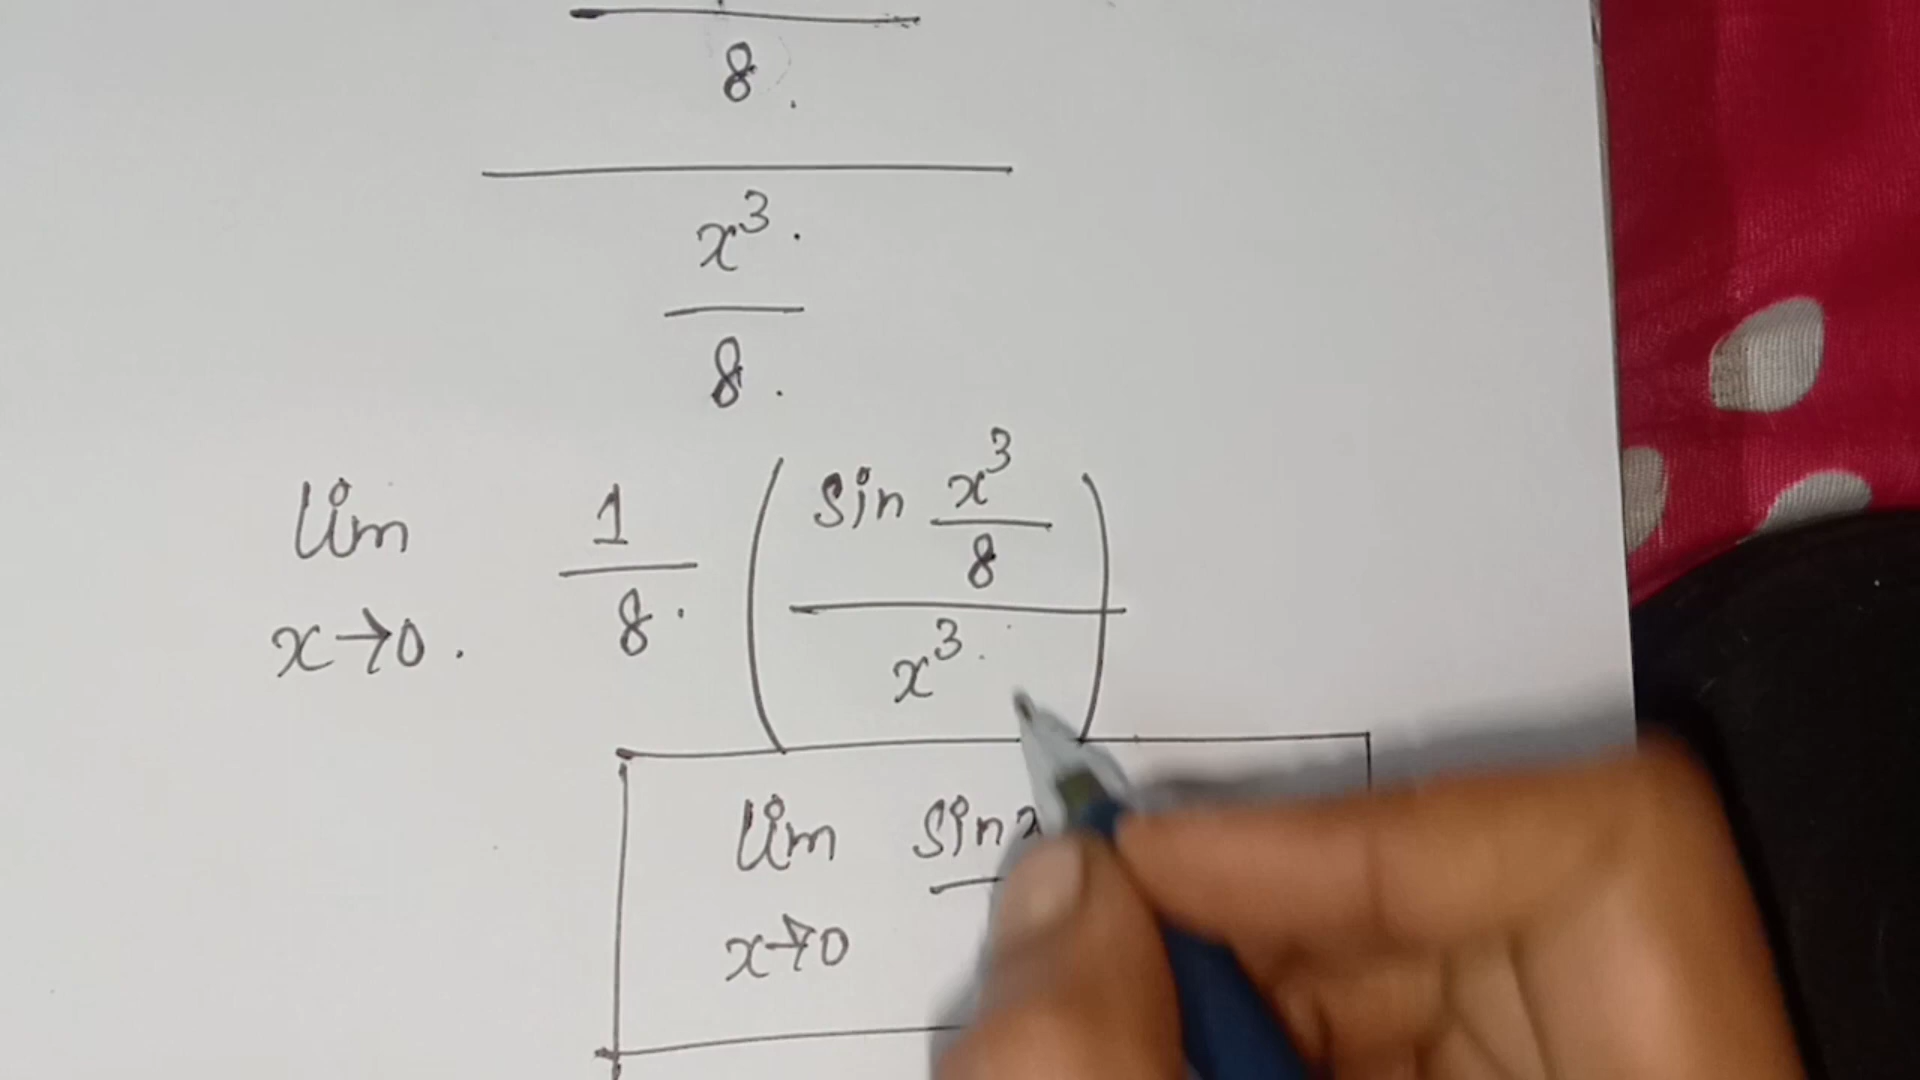 8.
x³.
8.
lim 1/8. (sin x³/8 / x³.)
x→0.
lim sin x
x→0